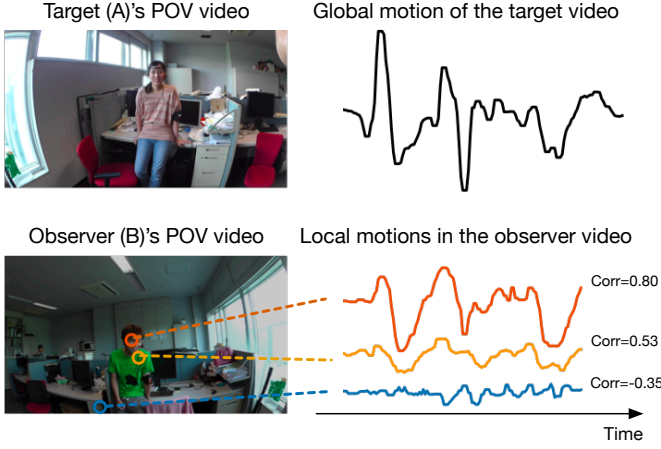 Target (A)'s POV video
Global motion of the target video
Observer (B)'s POV video
Local motions in the observer video
Corr=0.80
Corr=0.53
Corr=-0.35
Time